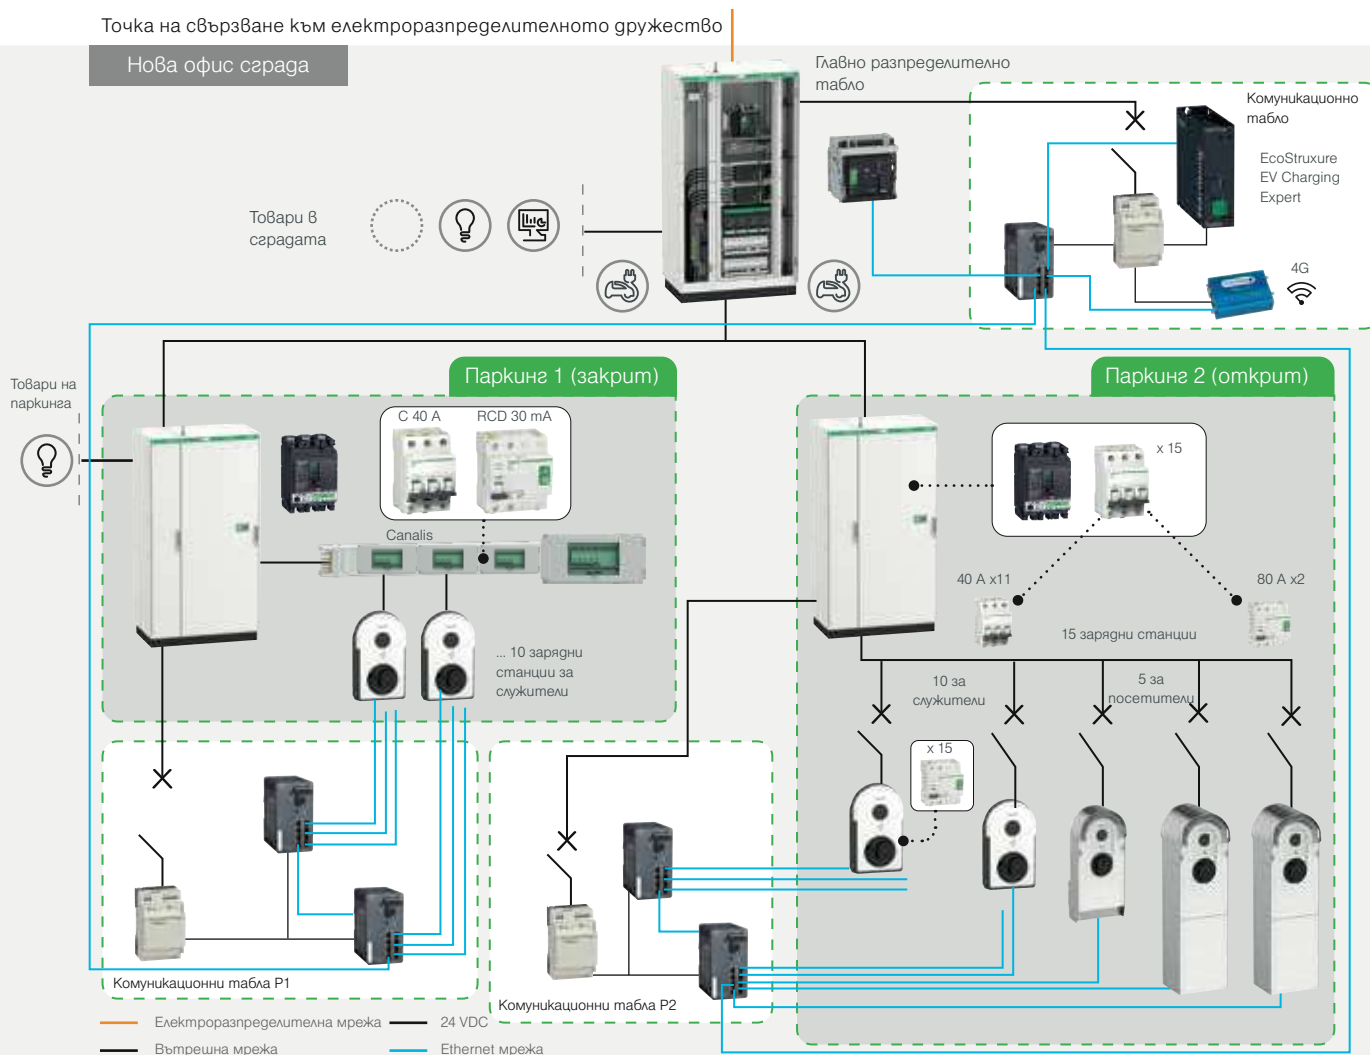 Точка на свързване към електроразпределителното дружество
Нова офис сграда
Главно разпределително
табло
Комуникационно
табло
EcoStruxure
EV Charging
Expert
4G
Товари в
сградата
Товари на
паркинга
Паркинг 1 (закрит)
C 40 A
RCD 30 mA
Canalis
... 10 зарядни
станции за
служители
Паркинг 2 (открит)
x 15
40 A x11
80 A x2
15 зарядни станции
10 за
служители
5 за
посетители
x 15
Комуникационни табла P1
Комуникационни табла P2
Електроразпределителна мрежа
24 VDC
Вътрешна мрежа
Ethernet мрежа